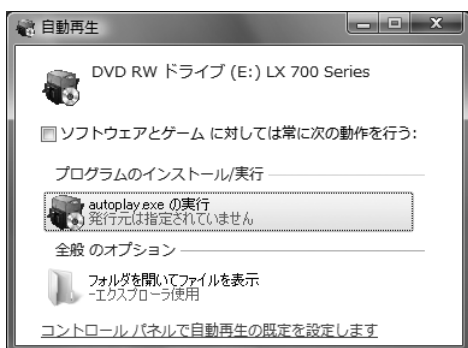 自動再生
DVD RW ドライブ (E:) LX 700 Series
ソフトウェアとゲーム に対しては常に次の動作を行う:
プログラムのインストール/実行
autoplay.exe の実行
発行元は指定されていません
全般 のオプション
フォルダを開いてファイルを表示
-エクスプローラ使用
コントロール パネルで自動再生の既定を設定します